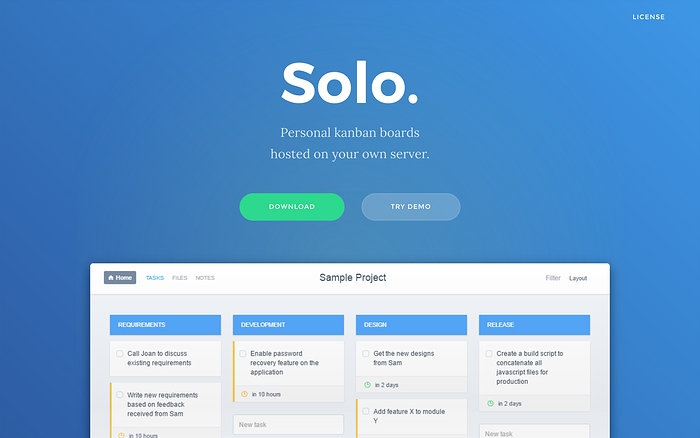 LICENSE
Solo.
Personal kanban boards
hosted on your own server.
DOWNLOAD
TRY DEMO
Home
TASKS
FILES
NOTES
Sample Project
Filter
Layout
REQUIREMENTS
Call Joan to discuss
existing requirements
Write new requirements
based on feedback
received from Sam
in 10 hours
DEVELOPMENT
Enable password
recovery feature on the
application
in 10 hours
New task
DESIGN
Get the new designs
from Sam
in 2 days
Add feature X to module
Y
RELEASE
Create a build script to
concatenate all
javascript files for
production
in 2 days
New task